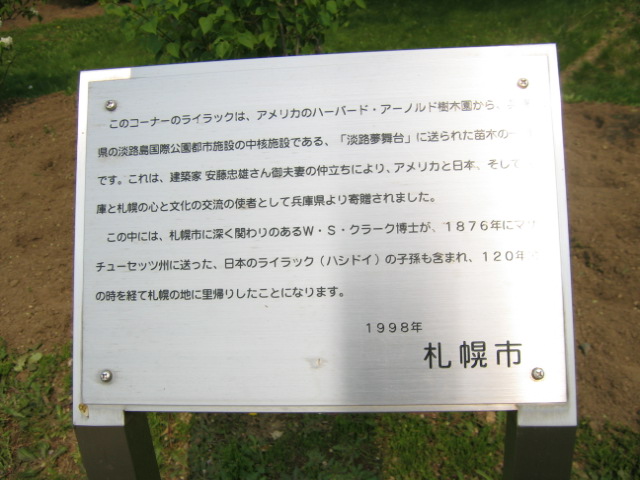 このコーナーのライラックは、アメリカのハーバード・アーノルド樹木園から、
県の淡路島国際公園都市施設の中核施設である、「淡路夢舞台」に送られた苗木の一
です。これは、建築家 安藤忠雄さん御夫妻の仲立ちにより、アメリカと日本、そして
庫と札幌の心と文化の交流の使者として兵庫県より寄贈されました。
この中には、札幌市に深く関わりのあるW・S・クラーク博士が、1876年にマサ
チューセッツ州に送った、日本のライラック(ハシドイ)の子孫も含まれ、120年
の時を経て札幌の地に里帰りしたことになります。
1998年
札幌市